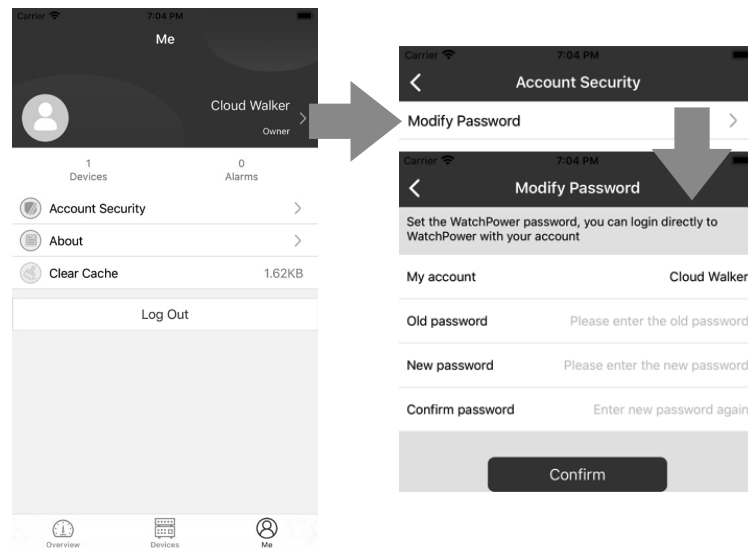 Carrier 7:04 PM
Me
Cloud Walker
Owner
1 0
Devices Alarms
Account Security
About
Clear Cache 1.62KB
Log Out
Overview Devices Me
Carrier 7:04 PM
Account Security
Modify Password
Carrier 7:04 PM
Modify Password
Set the WatchPower password, you can login directly to
WatchPower with your account
My account Cloud Walker
Old password Please enter the old password
New password Please enter the new password
Confirm password Enter new password again
Confirm